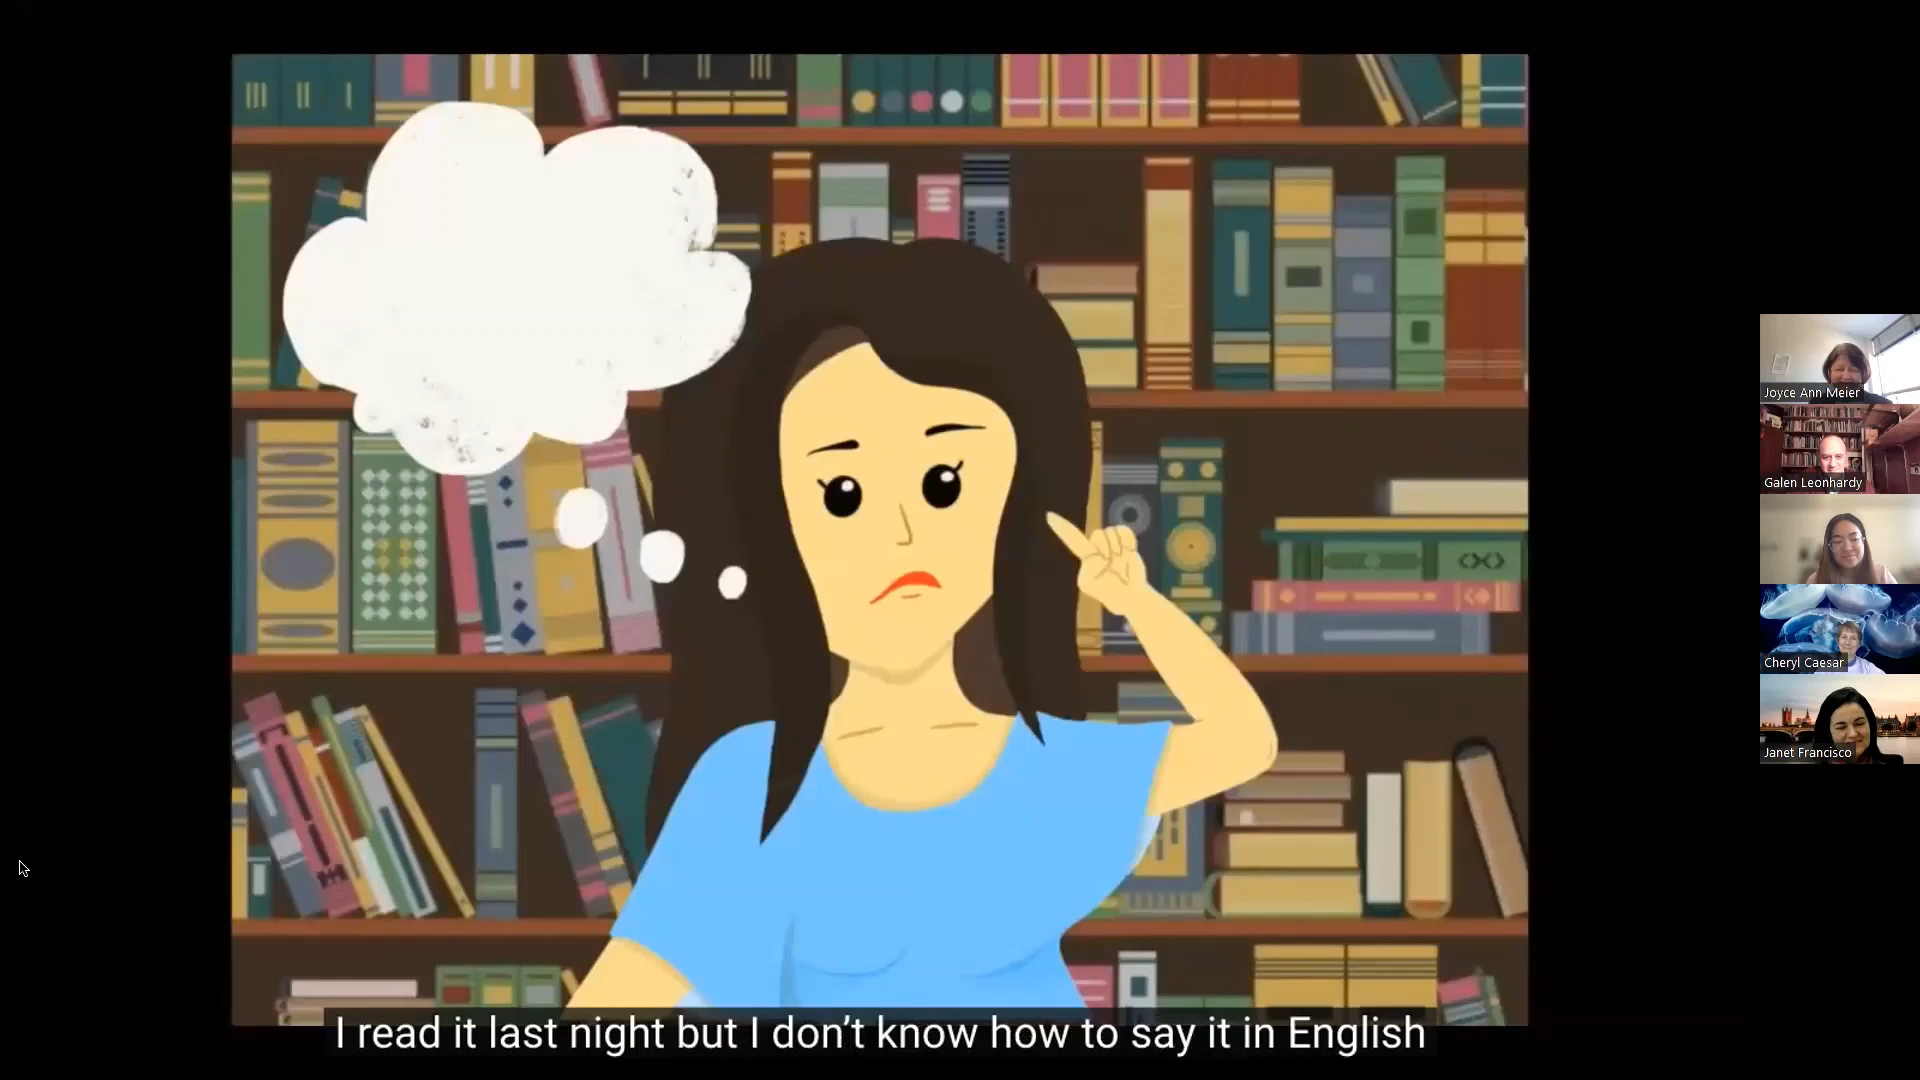 Joyce Ann Meier
Galen Leonhardy
Cheryl Caesar
Janet Francisco
I read it last night but I don’t know how to say it in English